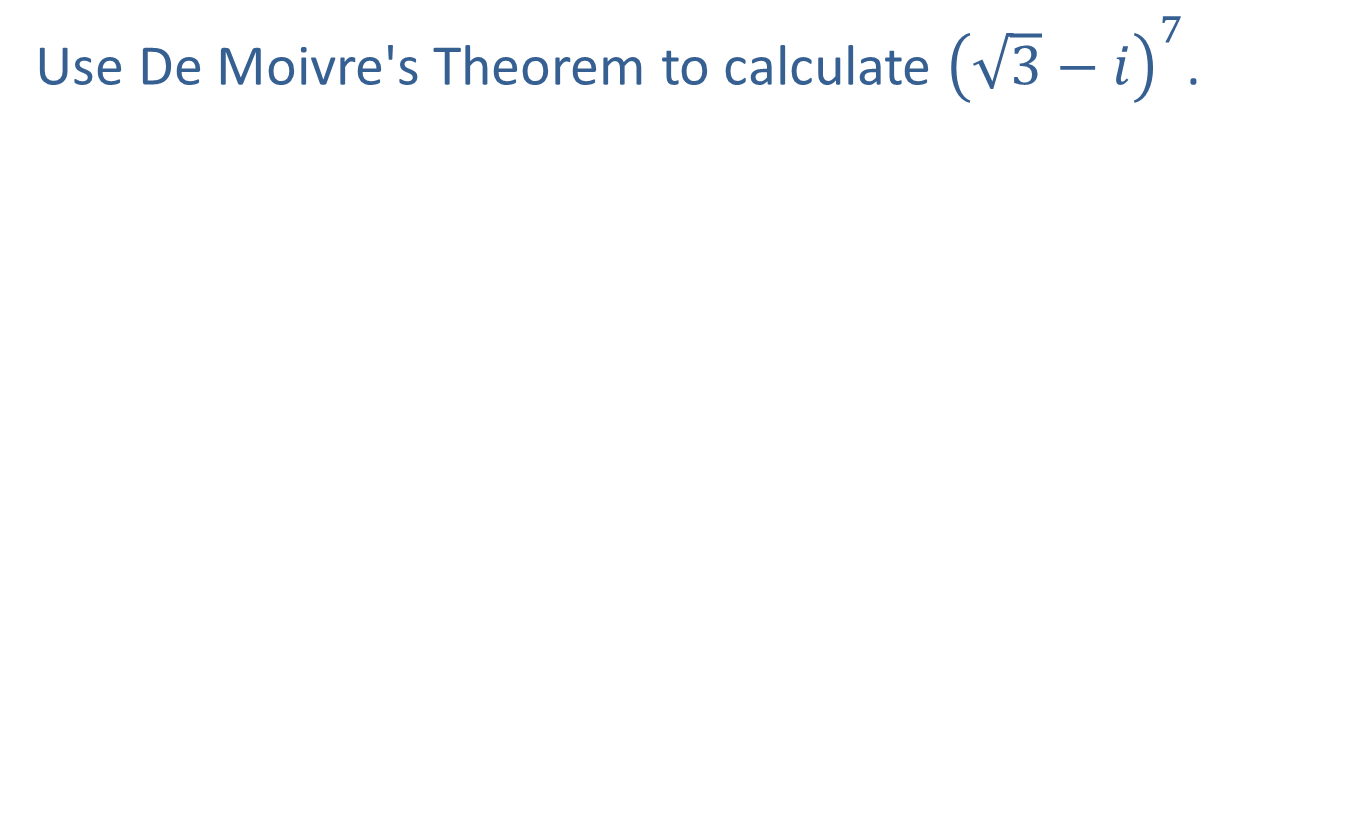 Use De Moivre's Theorem to calculate (√3 − i)⁷.